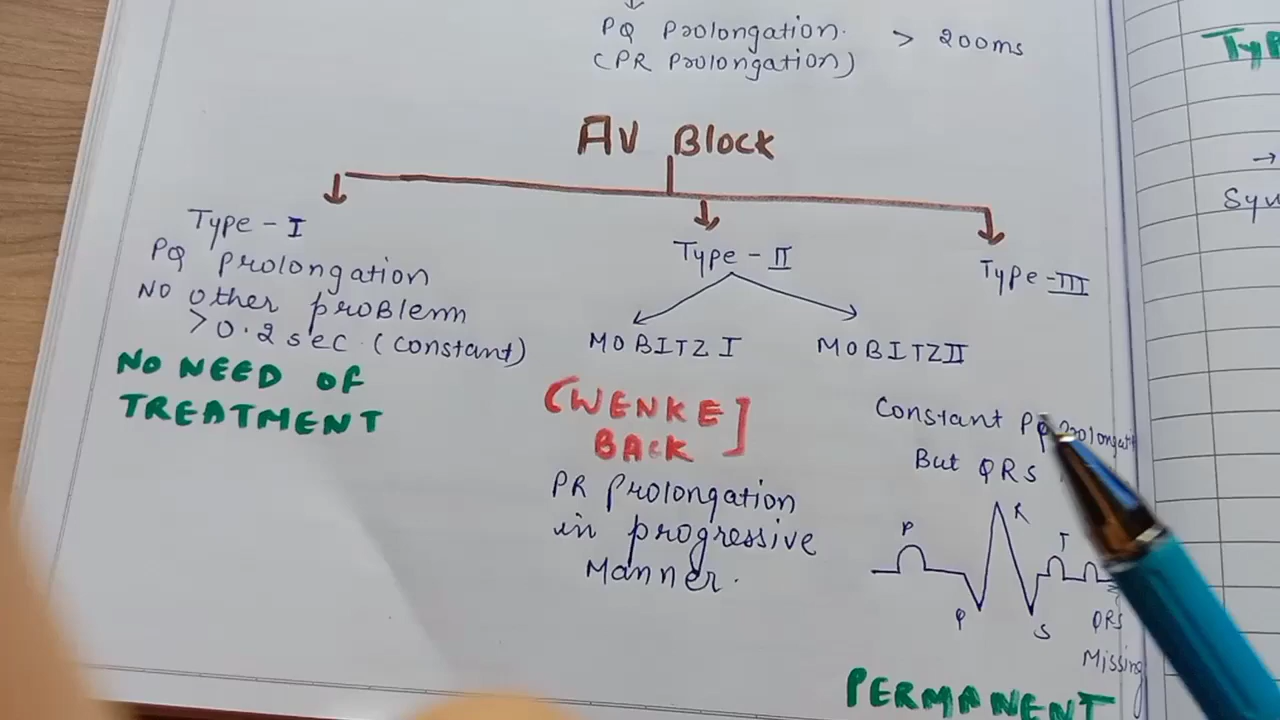 PQ Prolongation. > 200ms
(PR Prolongation)
AV Block
Type - I
PQ Prolongation
NO other problem
>0.2 sec. (constant)
NO NEED OF
TREATMENT
Type - II
MOBITZ I
MOBITZ II
(WENKE
BACK]
PR Prolongation
in progressive
Manner.
Constant PQ
But QRS
P
R
T
Q
S
QRS
Missing
PERMANENT
Type-III